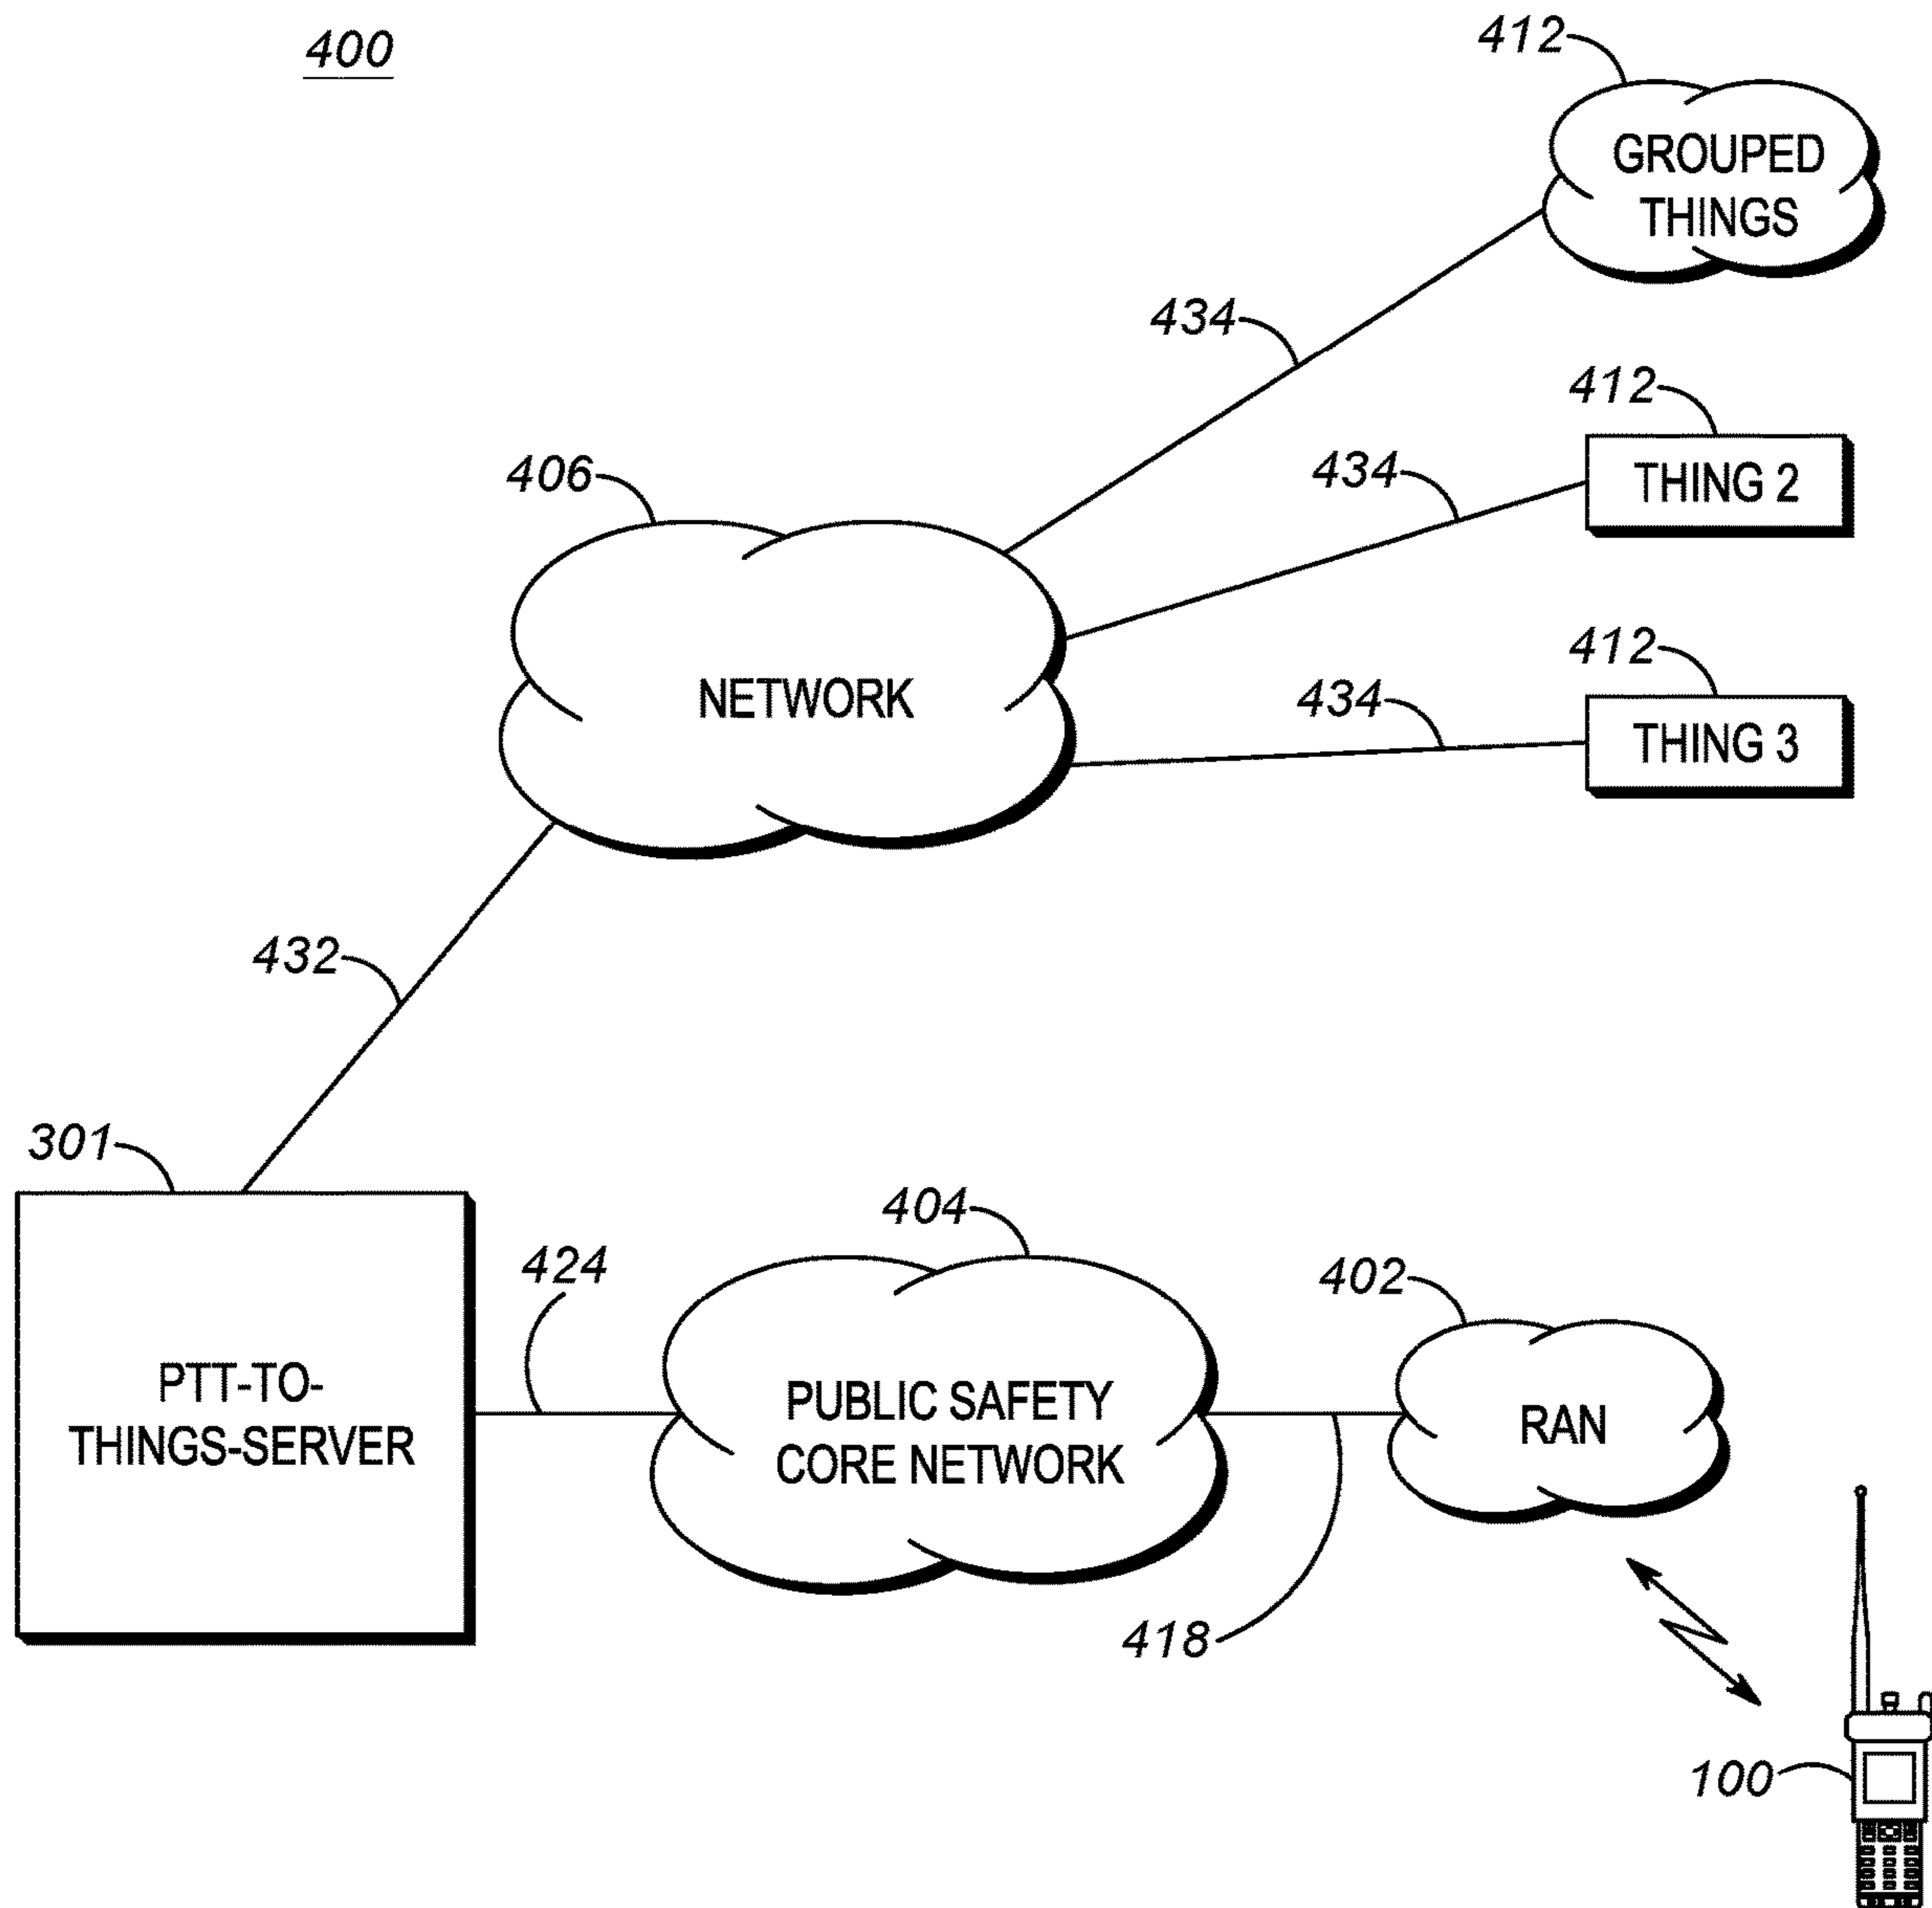 400
412
GROUPED
THINGS
434
412
THING 2
406
434
412
THING 3
434
NETWORK
432
301
PTT-TO-
THINGS-SERVER
424
404
PUBLIC SAFETY
CORE NETWORK
402
RAN
418
100